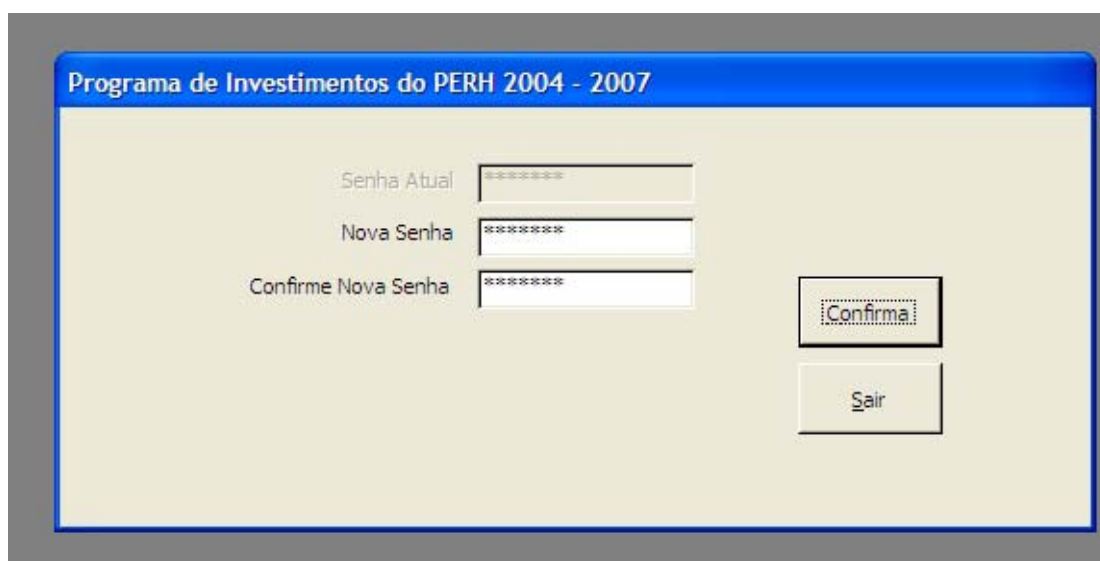 Programa de Investimentos do PERH 2004 - 2007
Senha Atual *******
Nova Senha *******
Confirme Nova Senha *******
Confirma
Sair